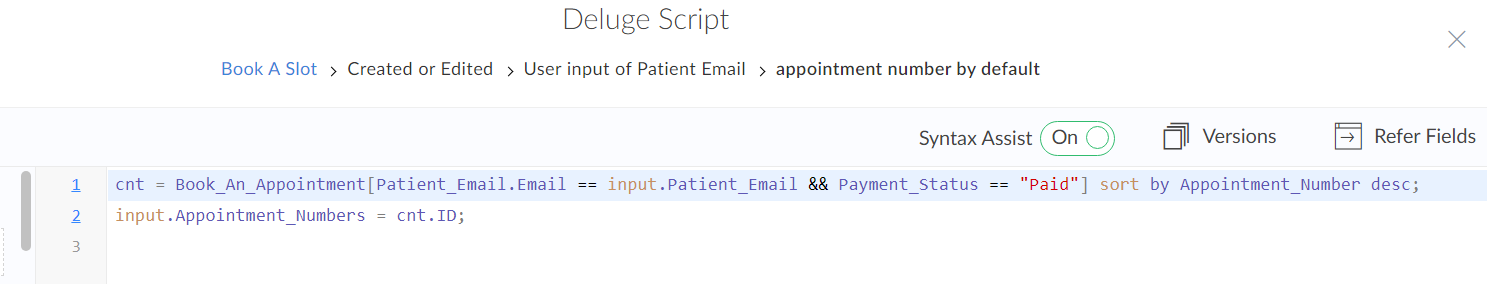 Deluge Script
Book A Slot > Created or Edited > User input of Patient Email > appointment number by default
Syntax Assist On Versions Refer Fields
1 cnt = Book_An_Appointment[Patient_Email.Email == input.Patient_Email && Payment_Status == "Paid"] sort by Appointment_Number desc;
2 input.Appointment_Numbers = cnt.ID;
3